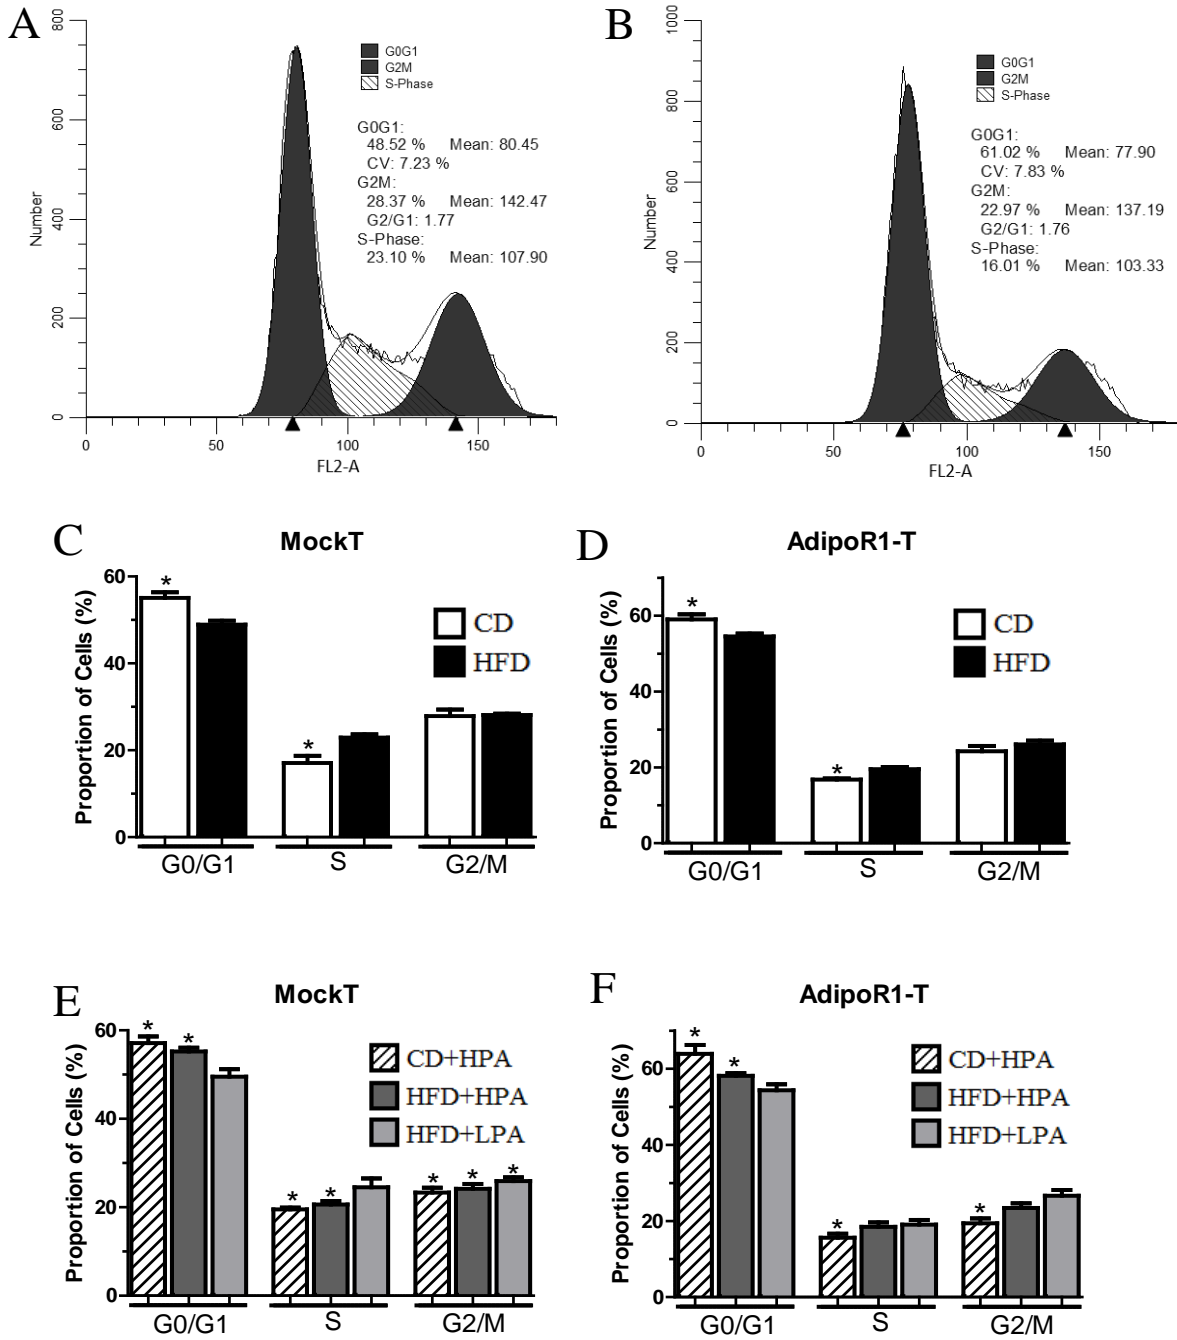 A
800
600
400
200
0
Number
G0G1
G2M
S-Phase
G0G1:
48.52 % Mean: 80.45
CV: 7.23 %
G2M:
28.37 % Mean: 142.47
G2/G1: 1.77
S-Phase:
23.10 % Mean: 107.90
0 50 100 150
FL2-A
B
1000
800
600
400
200
0
Number
G0G1
G2M
S-Phase
G0G1:
61.02 % Mean: 77.90
CV: 7.83 %
G2M:
22.97 % Mean: 137.19
G2/G1: 1.76
S-Phase:
16.01 % Mean: 103.33
0 50 100 150
FL2-A
C
MockT
Proportion of Cells (%)
60
40
20
0
* *
CD
HFD
G0/G1 S G2/M
D
AdipoR1-T
Proportion of Cells (%)
60
40
20
0
* *
CD
HFD
G0/G1 S G2/M
E
MockT
Proportion of Cells (%)
60
40
20
0
* * * * * * *
CD+HPA
HFD+HPA
HFD+LPA
G0/G1 S G2/M
F
AdipoR1-T
Proportion of Cells (%)
60
40
20
0
* * * *
CD+HPA
HFD+HPA
HFD+LPA
G0/G1 S G2/M